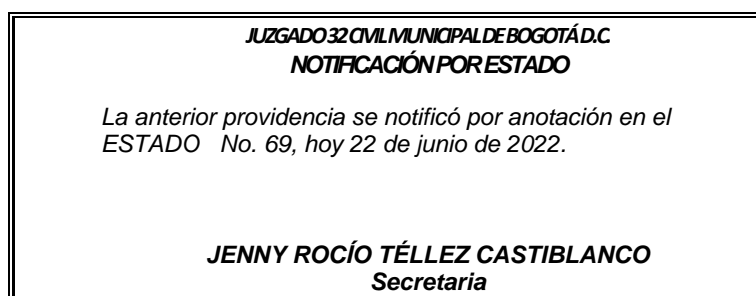 JUZGADO 32 CIVIL MUNICIPAL DE BOGOTÁ D.C.
NOTIFICACIÓN POR ESTADO
La anterior providencia se notificó por anotación en el
ESTADO No. 69, hoy 22 de junio de 2022.
JENNY ROCÍO TÉLLEZ CASTIBLANCO
Secretaria